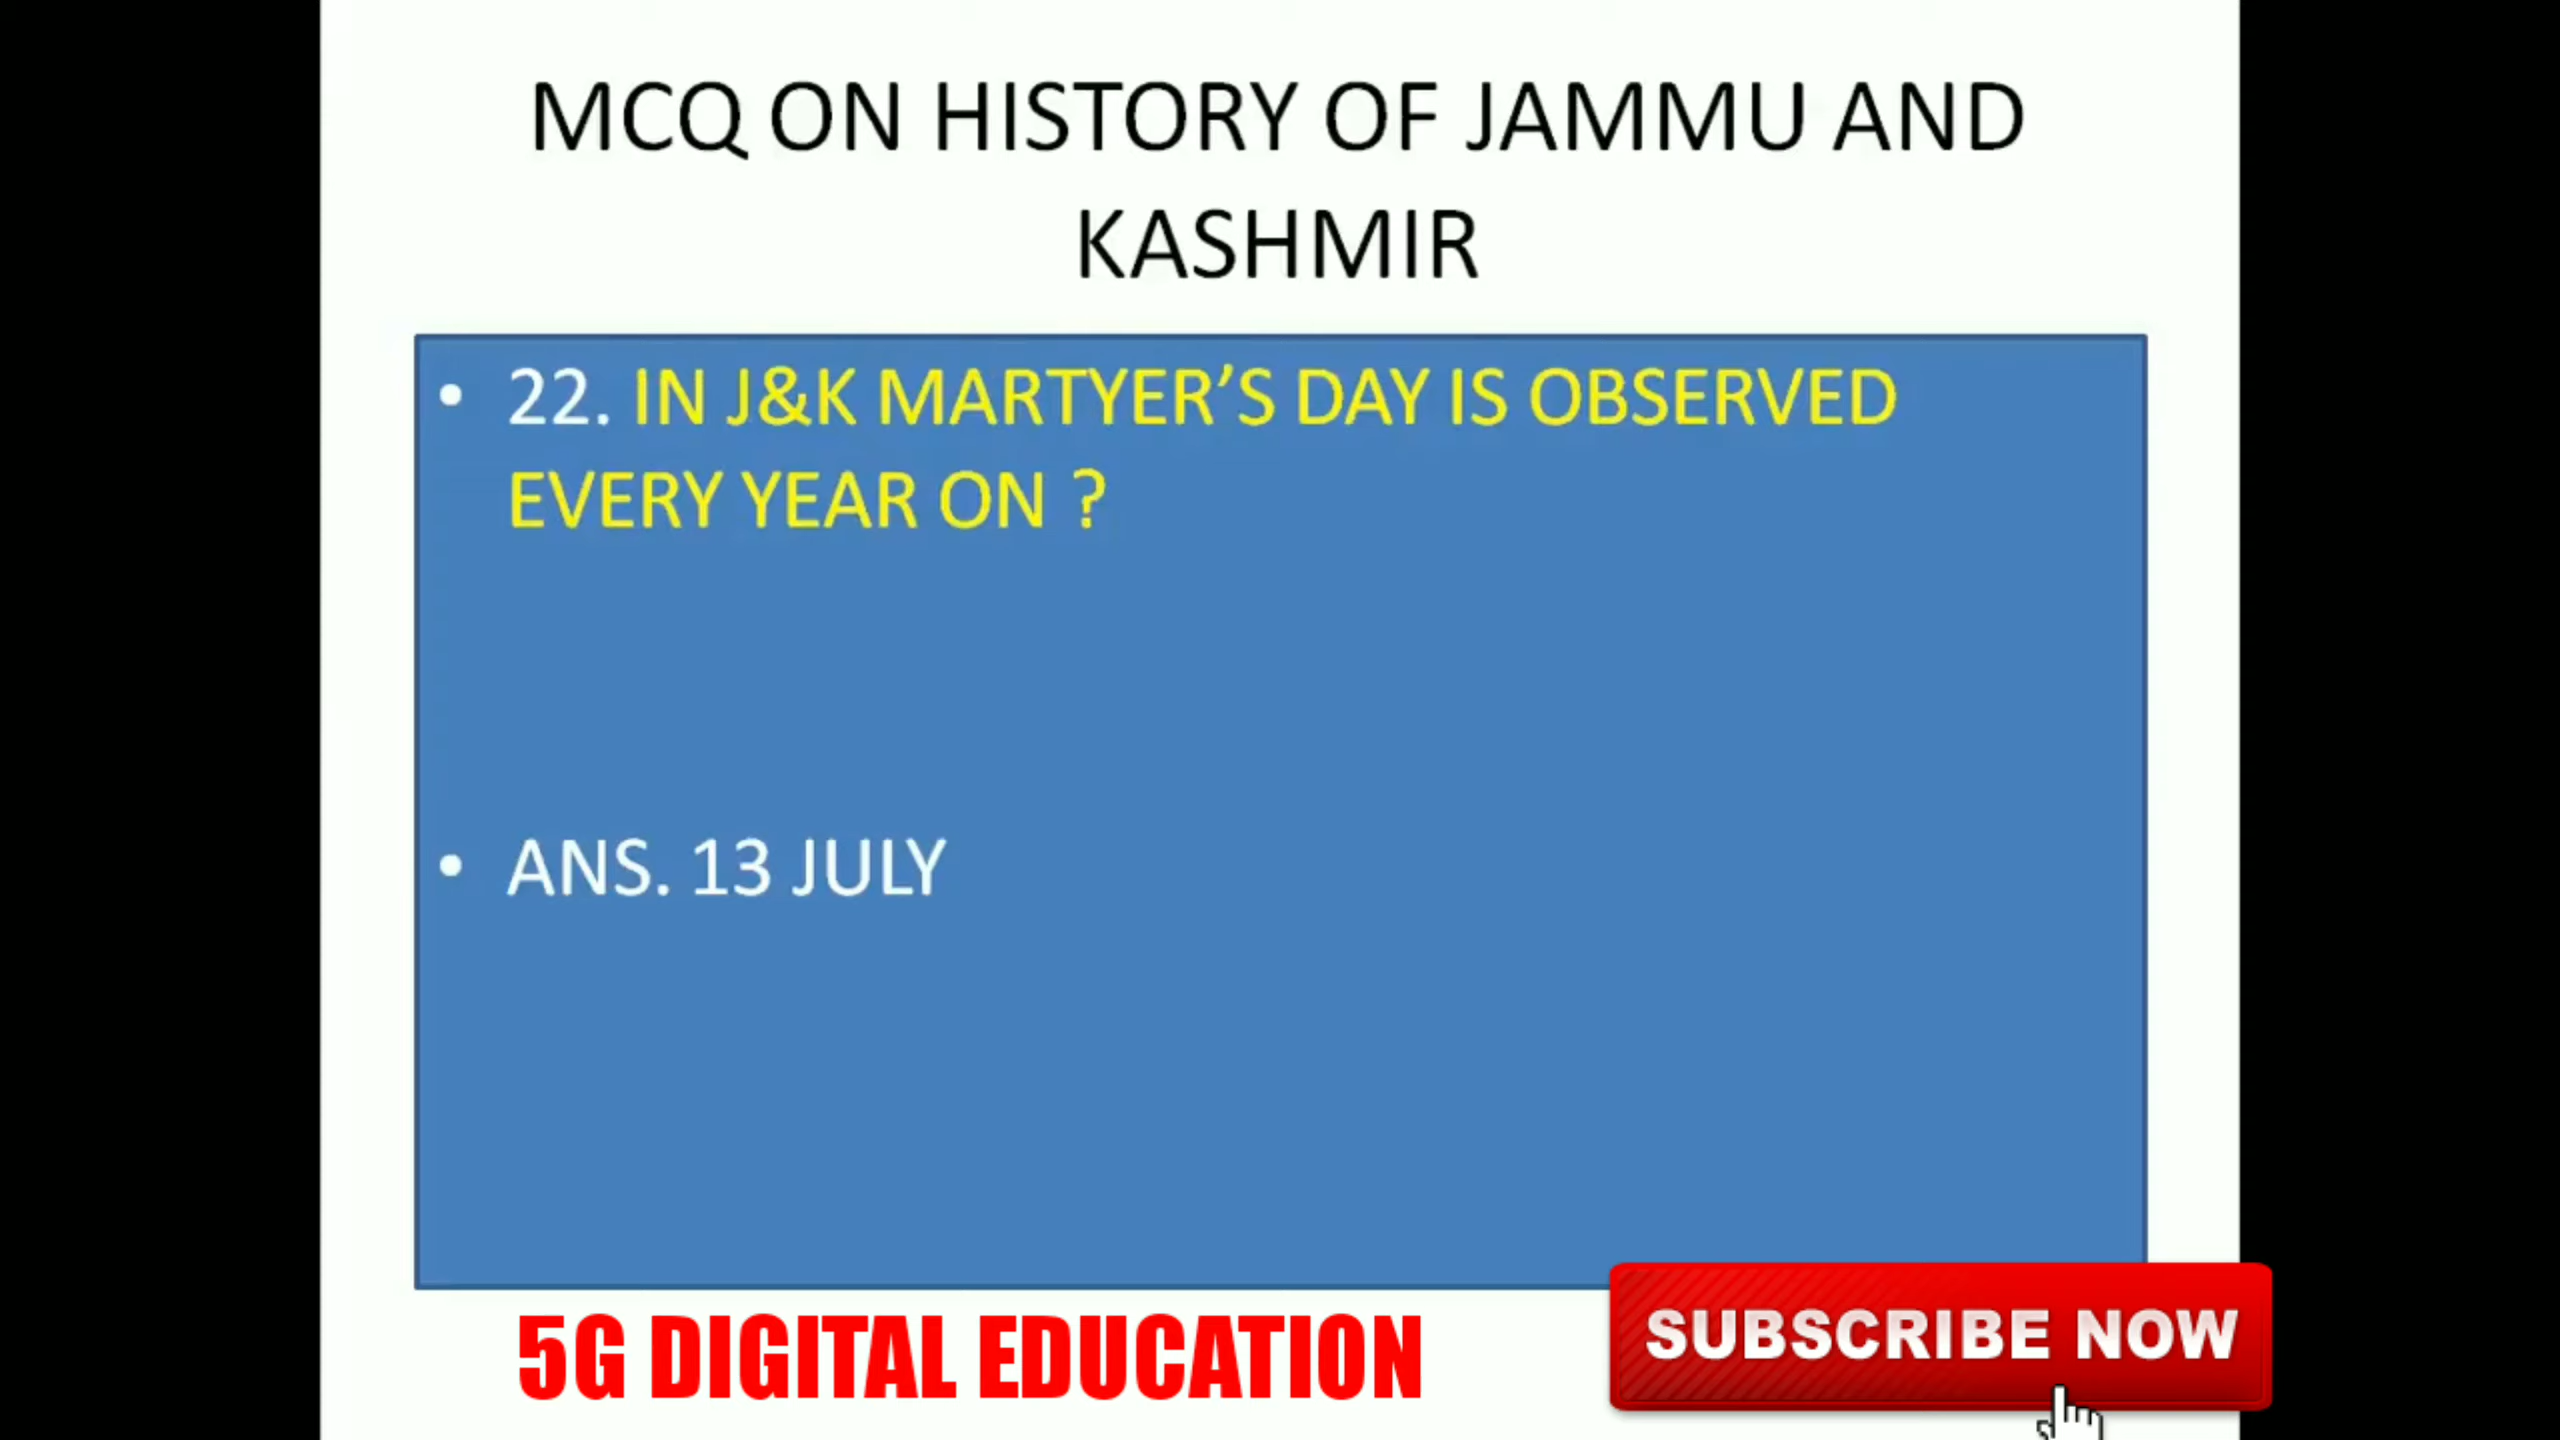 MCQ ON HISTORY OF JAMMU AND
KASHMIR
• 22. IN J&K MARTYER’S DAY IS OBSERVED
EVERY YEAR ON ?
• ANS. 13 JULY
5G DIGITAL EDUCATION
SUBSCRIBE NOW